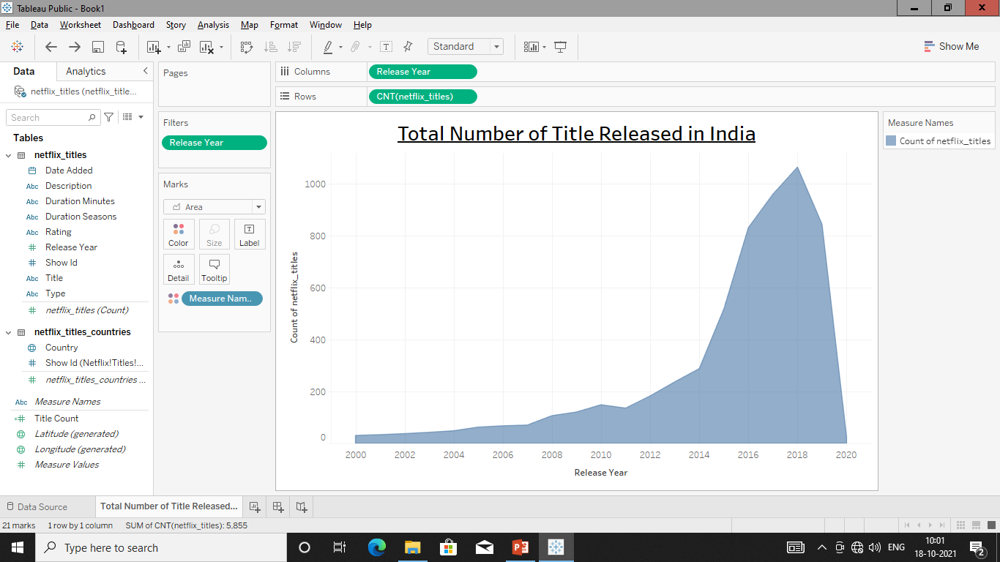 Tableau Public - Book1
File Data Worksheet Dashboard Story Analysis Map Format Window Help
Standard
Show Me
Data Analytics
netflix_titles (netflix_title...
Search
Tables
netflix_titles
Date Added
Abc Description
Abc Duration Minutes
Abc Duration Seasons
Abc Rating
Release Year
Show Id
Abc Title
Abc Type
netflix_titles (Count)
netflix_titles_countries
Country
Show Id (Netflix!Titles!...
netflix_titles_countries ...
Abc Measure Names
Title Count
Latitude (generated)
Longitude (generated)
Measure Values
Pages
Filters
Release Year
Marks
Area
Color Size Label
Detail Tooltip
Measure Nam..
Columns Release Year
Rows CNT(netflix_titles)
Total Number of Title Released in India
Count of netflix_titles
1000
800
600
400
200
0
2000 2002 2004 2006 2008 2010 2012 2014 2016 2018 2020
Release Year
Measure Names
Count of netflix_titles
Data Source Total Number of Title Released...
21 marks 1 row by 1 column SUM of CNT(netflix_titles): 5,855
Type here to search
ENG
10:01
18-10-2021
2